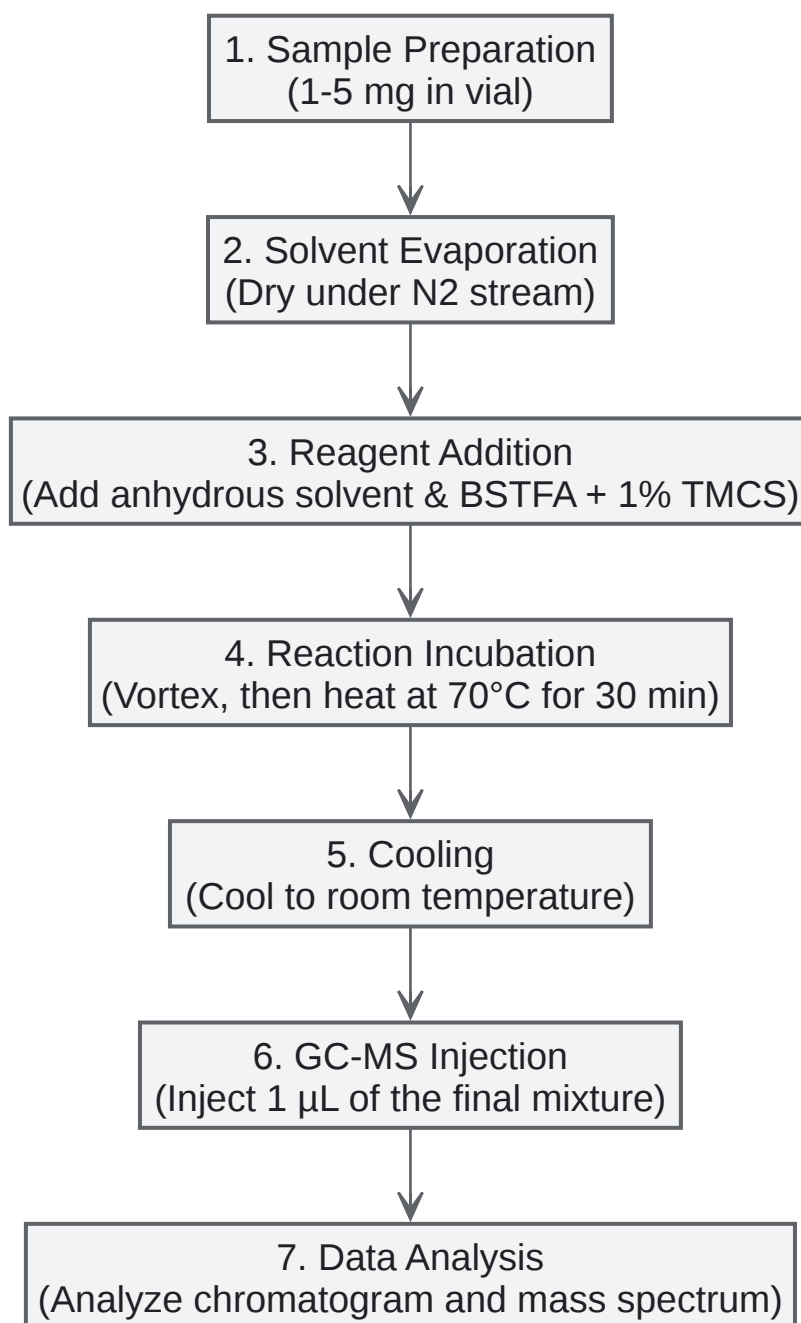 1. Sample Preparation
(1-5 mg in vial)
2. Solvent Evaporation
(Dry under N2 stream)
3. Reagent Addition
(Add anhydrous solvent & BSTFA + 1% TMCS)
4. Reaction Incubation
(Vortex, then heat at 70°C for 30 min)
5. Cooling
(Cool to room temperature)
6. GC-MS Injection
(Inject 1 µL of the final mixture)
7. Data Analysis
(Analyze chromatogram and mass spectrum)